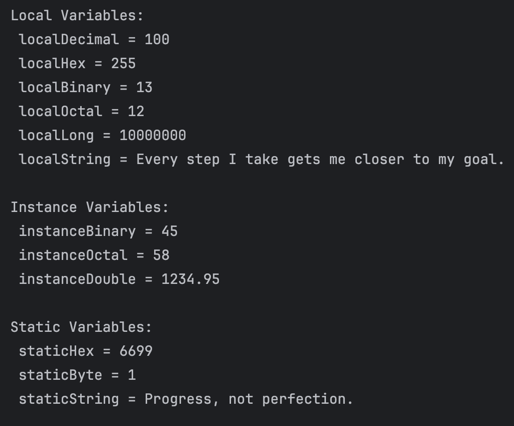 Local Variables:
localDecimal = 100
localHex = 255
localBinary = 13
localOctal = 12
localLong = 10000000
localString = Every step I take gets me closer to my goal.
Instance Variables:
instanceBinary = 45
instanceOctal = 58
instanceDouble = 1234.95
Static Variables:
staticHex = 6699
staticByte = 1
staticString = Progress, not perfection.